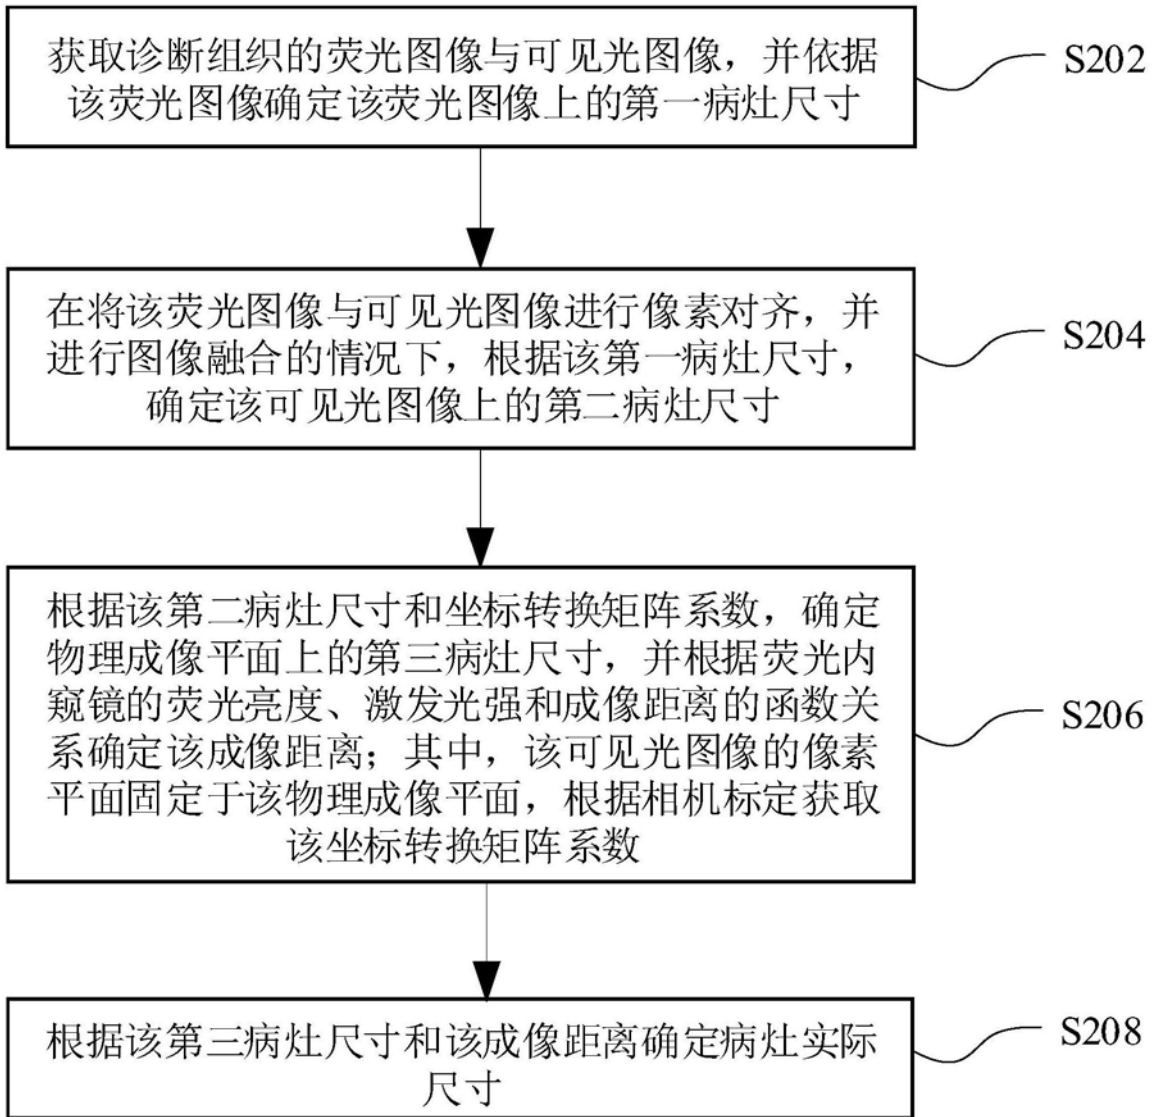 获取诊断组织的荧光图像与可见光图像，并依据
该荧光图像确定该荧光图像上的第一病灶尺寸
S202
在将该荧光图像与可见光图像进行像素对齐，并
进行图像融合的情况下，根据该第一病灶尺寸，
确定该可见光图像上的第二病灶尺寸
S204
根据该第二病灶尺寸和坐标转换矩阵系数，确定
物理成像平面上的第三病灶尺寸，并根据荧光内
窥镜的荧光亮度、激发光强和成像距离的函数关
系确定该成像距离；其中，该可见光图像的像素
平面固定于该物理成像平面，根据相机标定获取
该坐标转换矩阵系数
S206
根据该第三病灶尺寸和该成像距离确定病灶实际
尺寸
S208